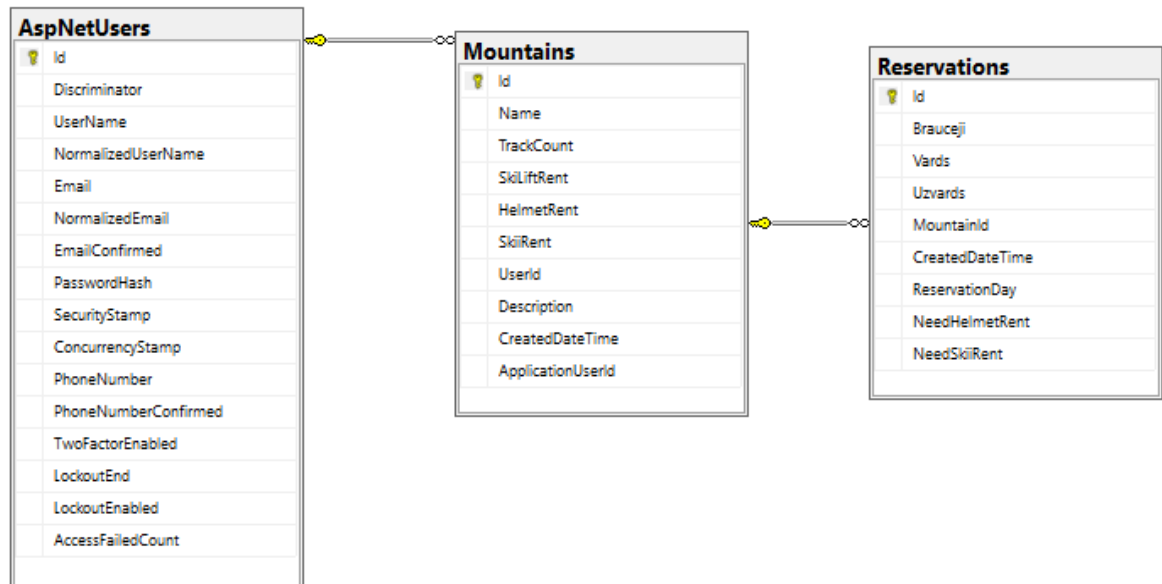 AspNetUsers
Id
Discriminator
UserName
NormalizedUserName
Email
NormalizedEmail
EmailConfirmed
PasswordHash
SecurityStamp
ConcurrencyStamp
PhoneNumber
PhoneNumberConfirmed
TwoFactorEnabled
LockoutEnd
LockoutEnabled
AccessFailedCount
Mountains
Id
Name
TrackCount
SkiLiftRent
HelmetRent
SkiiRent
UserId
Description
CreatedDateTime
ApplicationUserId
Reservations
Id
Brauceji
Vards
Uzvards
MountainId
CreatedDateTime
ReservationDay
NeedHelmetRent
NeedSkiiRent